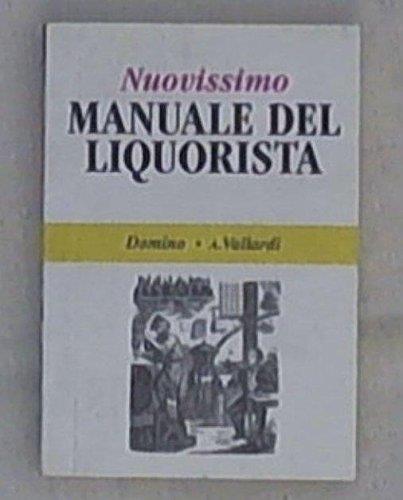 Nuovissimo
MANUALE DEL
LIQUORISTA
Domino • A. Vallardi